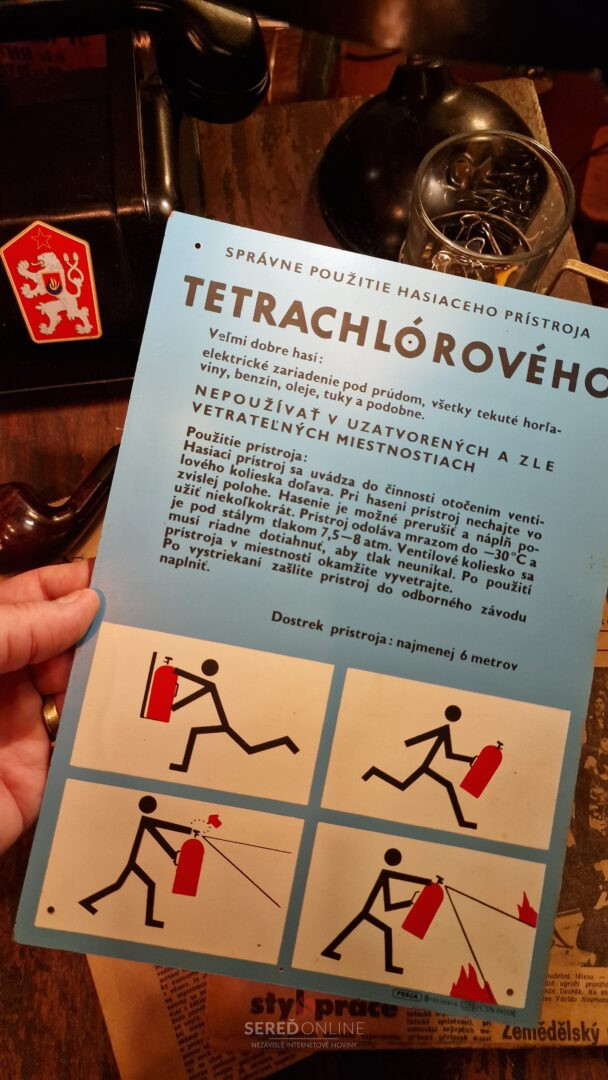 SPRÁVNE POUŽITIE HASIACEHO PRÍSTROJA
TETRACHLÓROVÉHO
Veľmi dobre hasí:
elektrické zariadenie pod prúdom, všetky tekuté horľa-
viny, benzín, oleje, tuky a podobne.
NEPOUŽÍVAŤ V UZATVORENÝCH A ZLE
VETRATEĽNÝCH MIESTNOSTIACH
Použitie prístroja:
Hasiaci prístroj sa uvádza do činnosti otočením venti-
lového kolieska doľava. Pri hasení prístroj nechajte vo
zvislej polohe. Hasenie je možné prerušiť a náplň po-
užiť niekoľkokrát. Prístroj odoláva mrazom do —30°C a
je pod stálym tlakom 7,5—8 atm. Ventilové koliesko sa
musí riadne dotiahnuť, aby tlak neunikal. Po použití
prístroja v miestnosti okamžite vyvetrajte.
Po vystriekaní zašlite prístroj do odborného závodu
naplniť.
Dostrek prístroja: najmenej 6 metrov
PRÁCA
práce
Zemědělský
SEREĎONLINE
NEZÁVISLÉ INTERNETOVÉ NOVINY